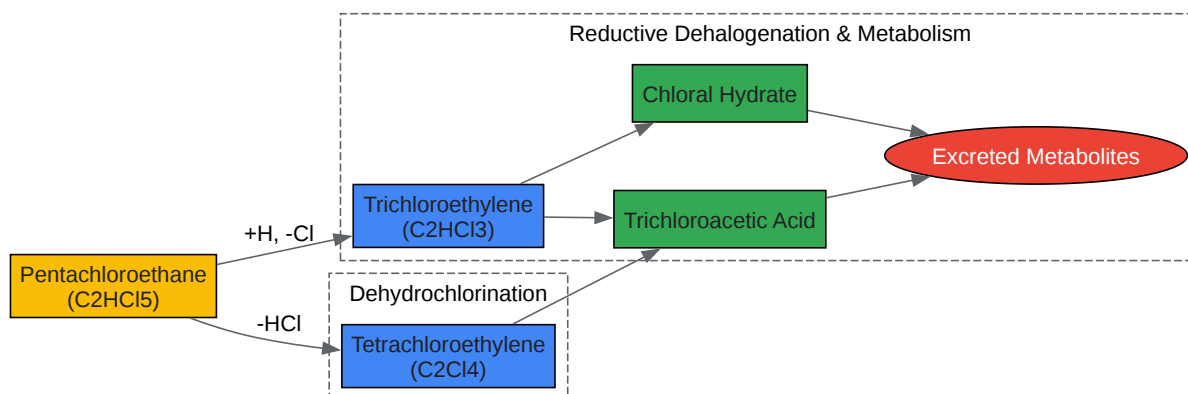 Reductive Dehalogenation & Metabolism
Chloral Hydrate
Excreted Metabolites
Trichloroethylene
(C2HCl3)
Trichloroacetic Acid
+H, -Cl
Pentachloroethane
(C2HCl5)
Dehydrochlorination
-HCl
Tetrachloroethylene
(C2Cl4)